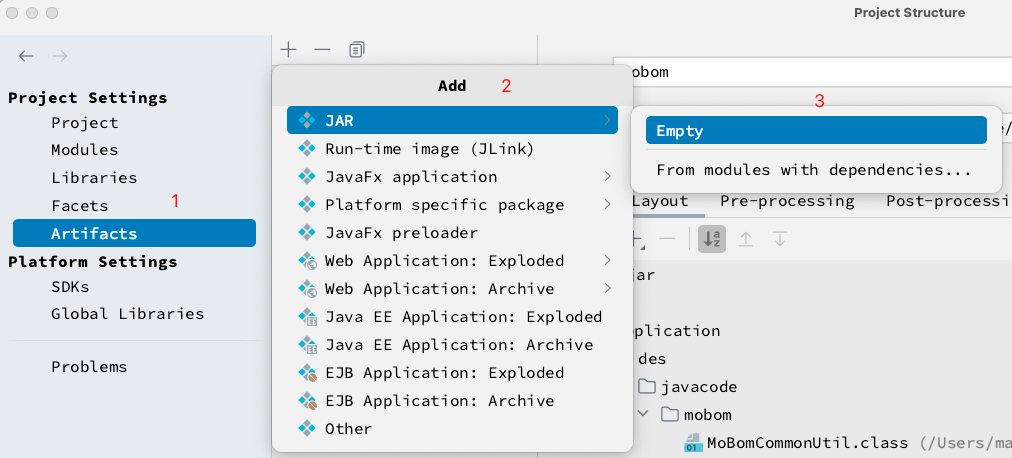 Project Structure
Project Settings
Project
Modules
Libraries
Facets
1
Artifacts
Platform Settings
SDKs
Global Libraries
Problems
Add 2
JAR
Run-time image (JLink)
JavaFx application
Platform specific package
JavaFx preloader
Web Application: Exploded
Web Application: Archive
Java EE Application: Exploded
Java EE Application: Archive
EJB Application: Exploded
EJB Application: Archive
Other
obom
3
Empty
From modules with dependencies...
Layout Pre-processing Post-processi
jar
plication
des
javacode
mobom
MoBomCommonUtil.class (/Users/ma